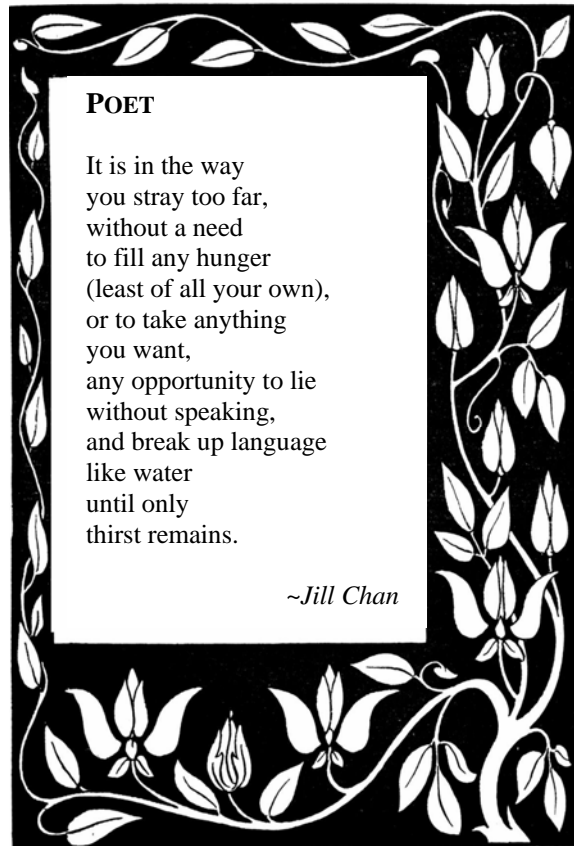 POET
It is in the way
you stray too far,
without a need
to fill any hunger
(least of all your own),
or to take anything
you want,
any opportunity to lie
without speaking,
and break up language
like water
until only
thirst remains.
~Jill Chan